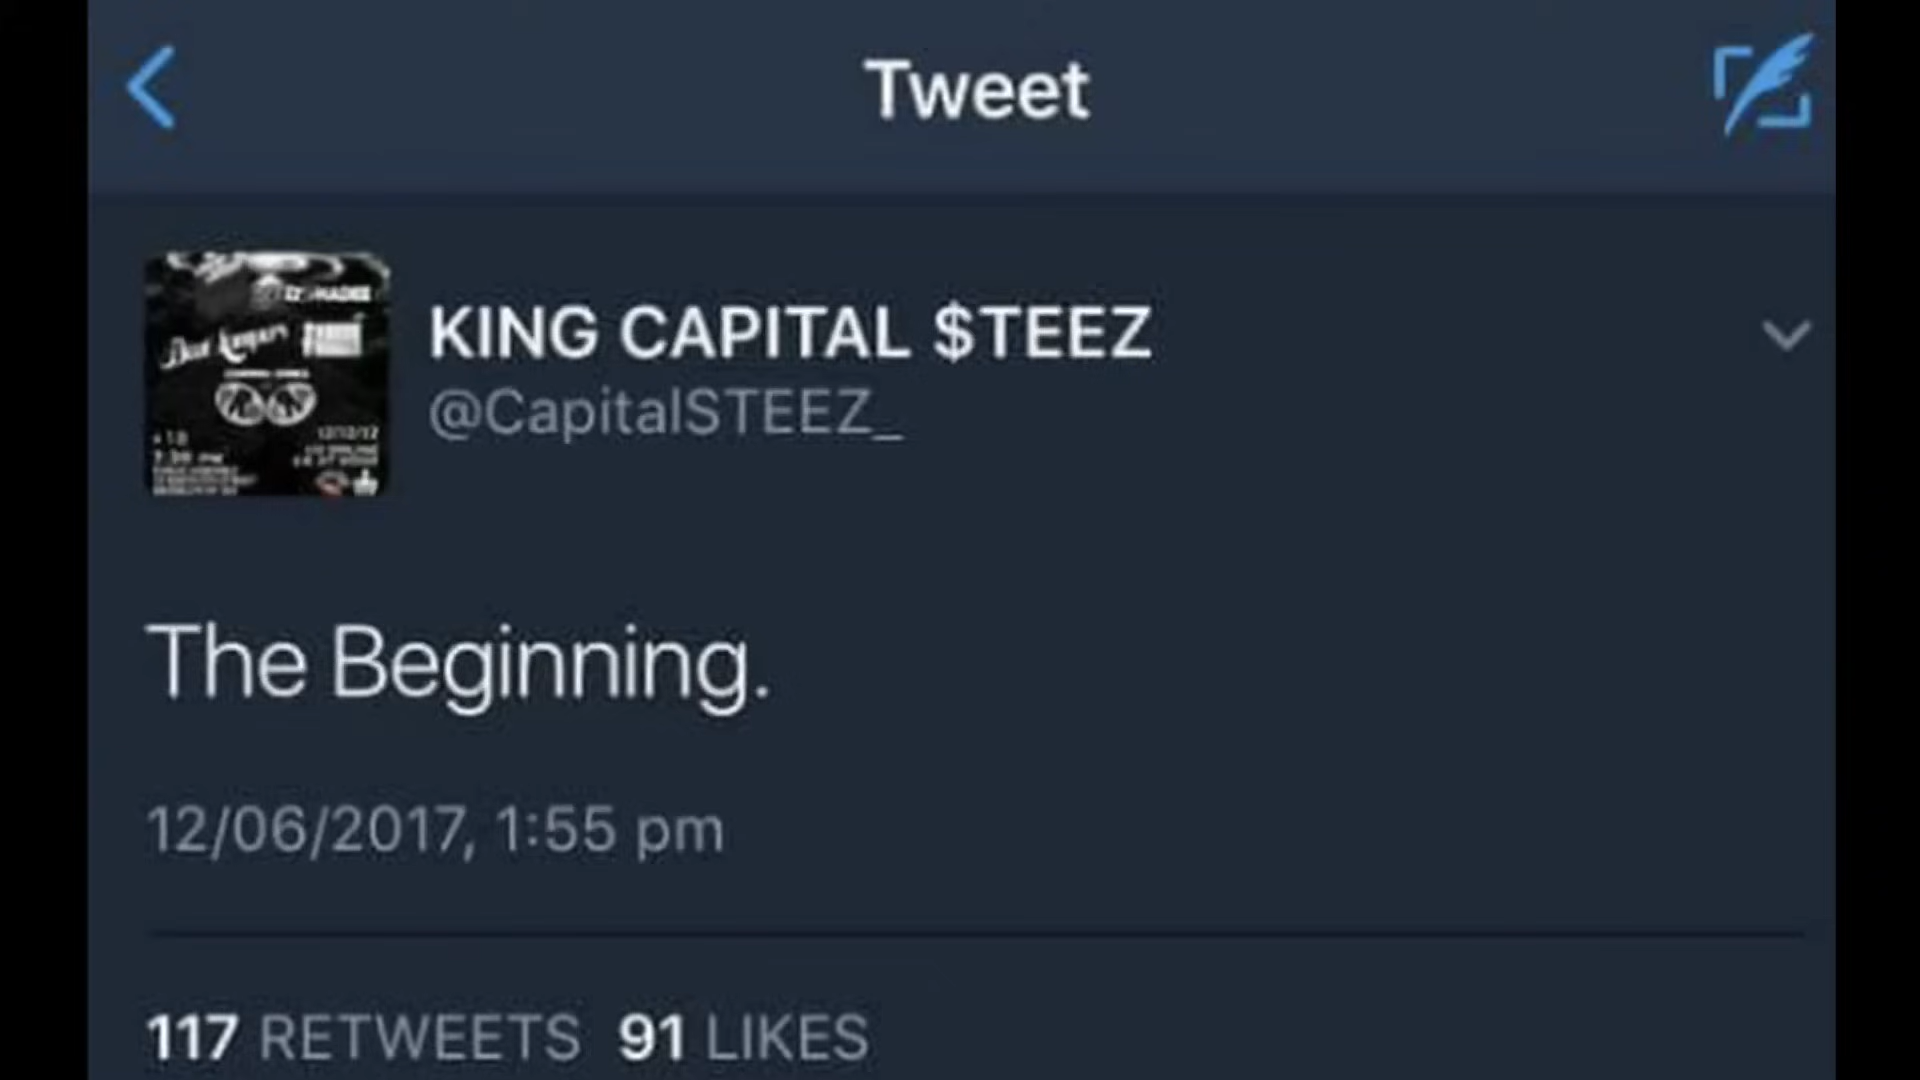 Tweet
KING CAPITAL $TEEZ
@CapitalSTEEZ_
The Beginning.
12/06/2017, 1:55 pm
117 RETWEETS 91 LIKES